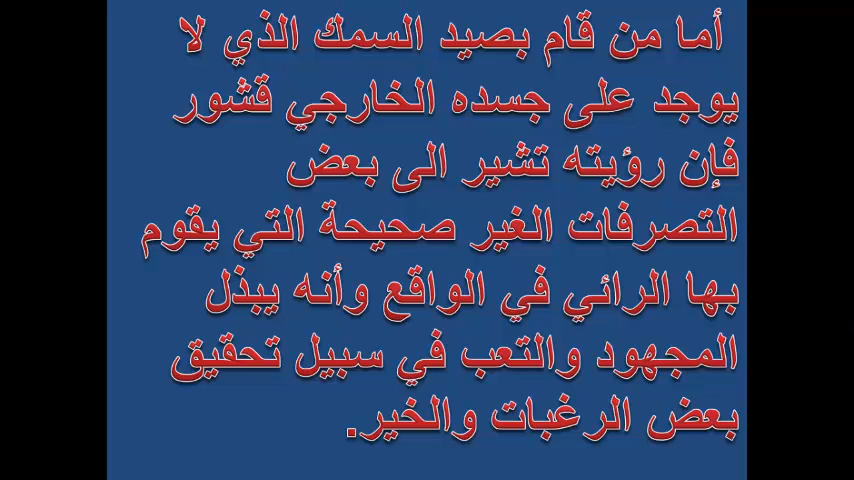 أما من قام بصيد السمك الذي لا
يوجد على جسده الخارجي قشور
فإن رؤيته تشير الى بعض
التصرفات الغير صحيحة التي يقوم
بها الرائي في الواقع وأنه يبذل
المجهود والتعب في سبيل تحقيق
بعض الرغبات والخير.